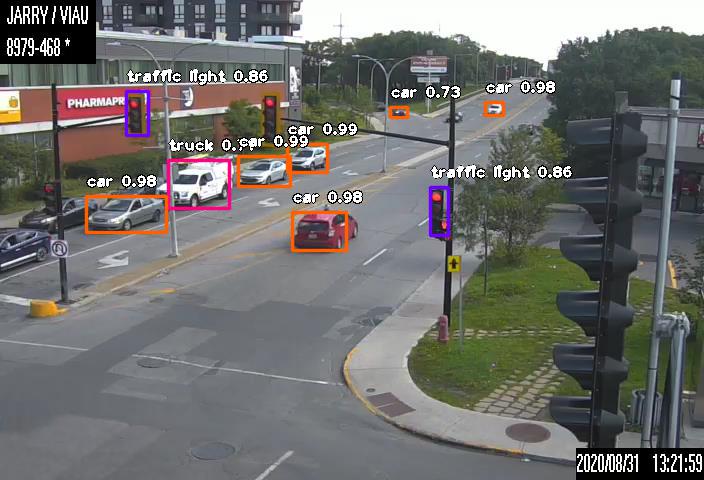 JARRY / VIAU
8979-468 *
traffic light 0.86
car 0.73
car 0.98
PHARMAPR
car 0.99
0.99
truck 0.
car 0.98
traffic light 0.86
car 0.98
2020/08/31 13:21:59